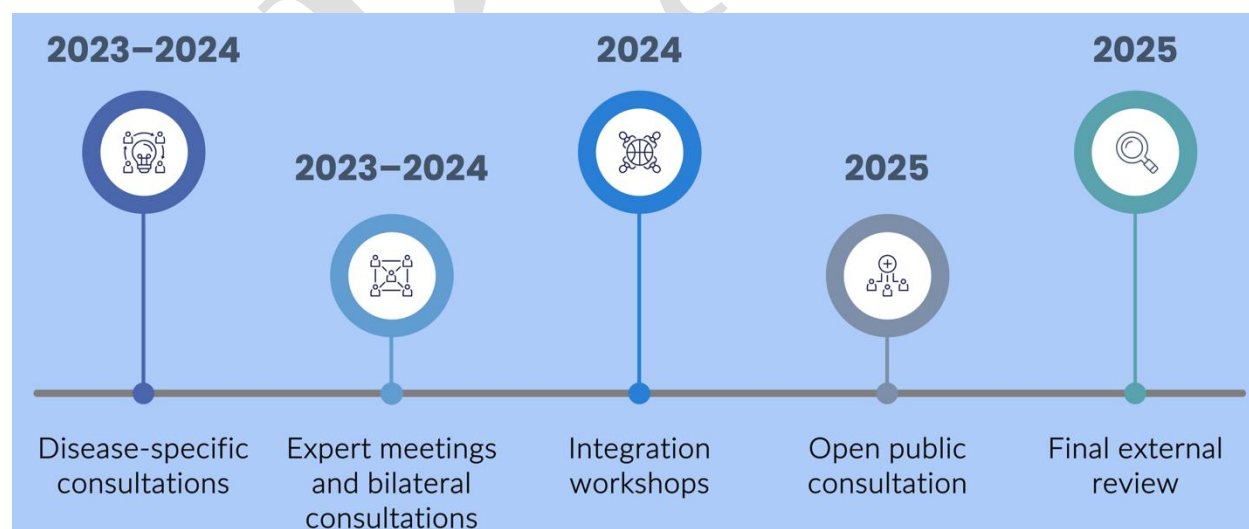 2023–2024
Disease-specific
consultations
2023–2024
Expert meetings
and bilateral
consultations
2024
Integration
workshops
2025
Open public
consultation
2025
Final external
review